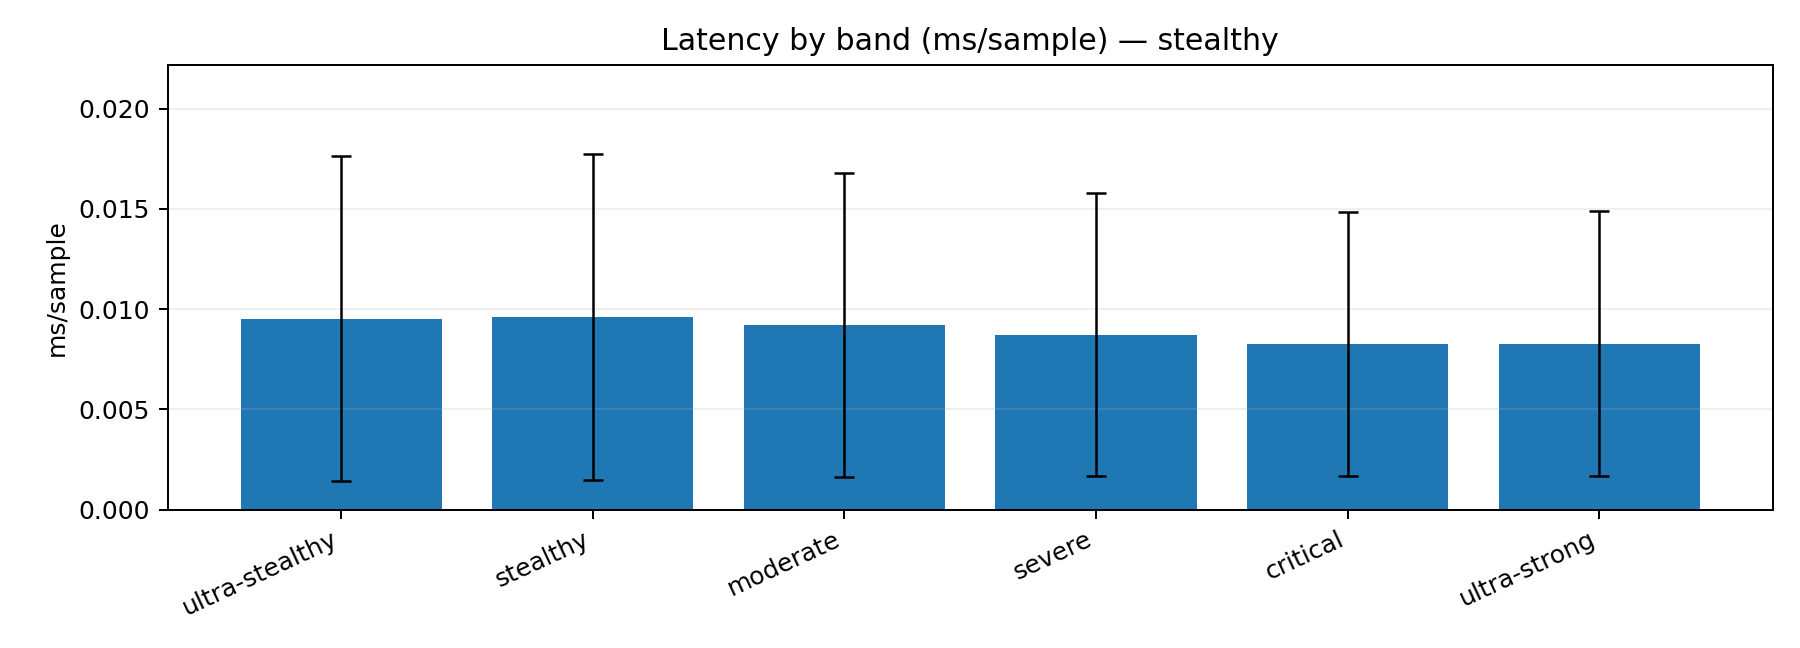 Latency by band (ms/sample) — stealthy
ms/sample
0.020
0.015
0.010
0.005
0.000
ultra-stealthy
stealthy
moderate
severe
critical
ultra-strong